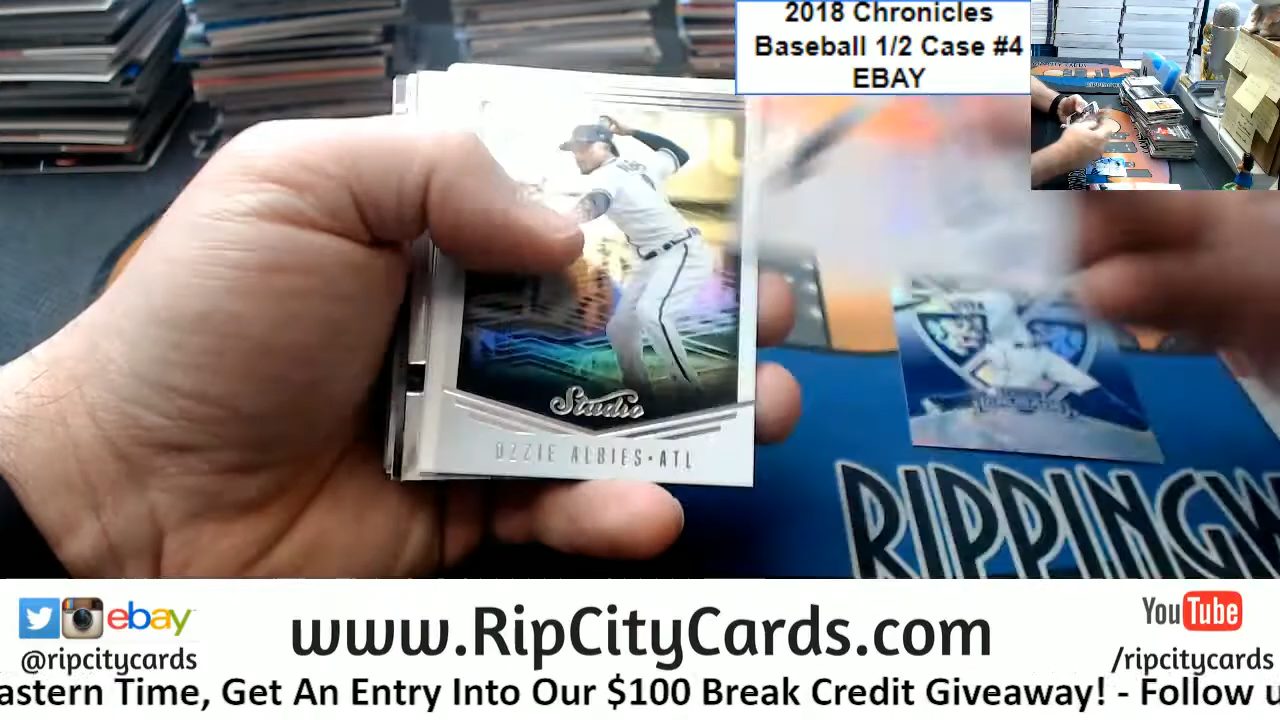 2018 Chronicles
Baseball 1/2 Case #4
EBAY
Studio
OZZIE ALBIES·ATL
RIPPINGW
ebay
@ripcitycards
www.RipCityCards.com
YouTube
/ripcitycards
astern Time, Get An Entry Into Our $100 Break Credit Giveaway! - Follow u